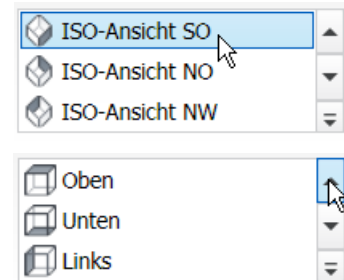 ISO-Ansicht SO
ISO-Ansicht NO
ISO-Ansicht NW
Oben
Unten
Links